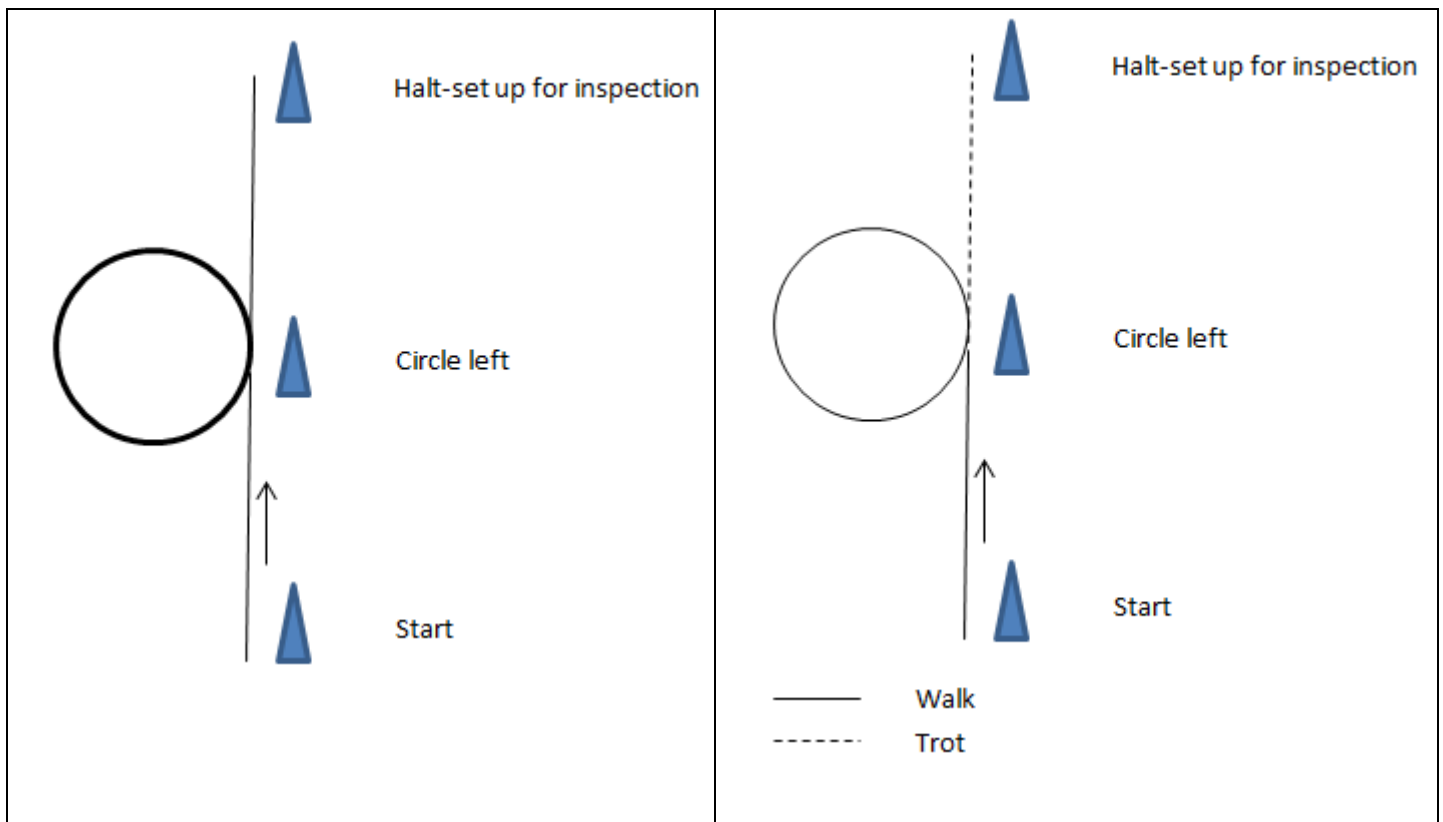 Halt-set up for inspection
Circle left
Start
Halt-set up for inspection
Circle left
Start
Walk
Trot